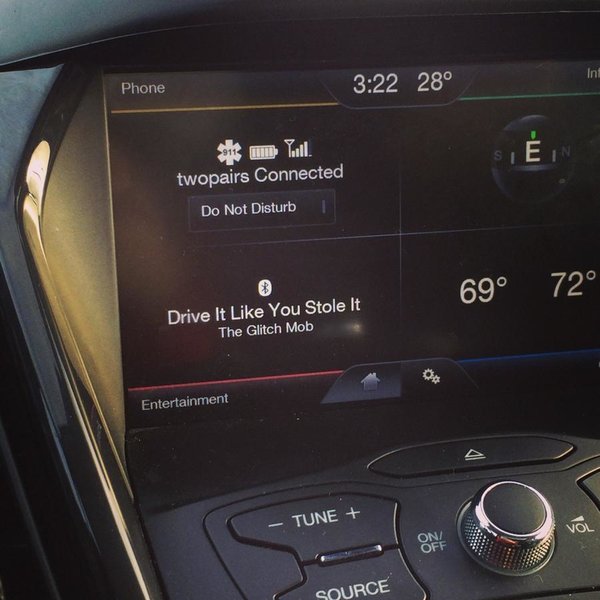 Phone
3:22 28°
Inf
911
twopairs Connected
Do Not Disturb
S E N
Drive It Like You Stole It
The Glitch Mob
69° 72°
Entertainment
– TUNE +
ON/
OFF
VOL
SOURCE